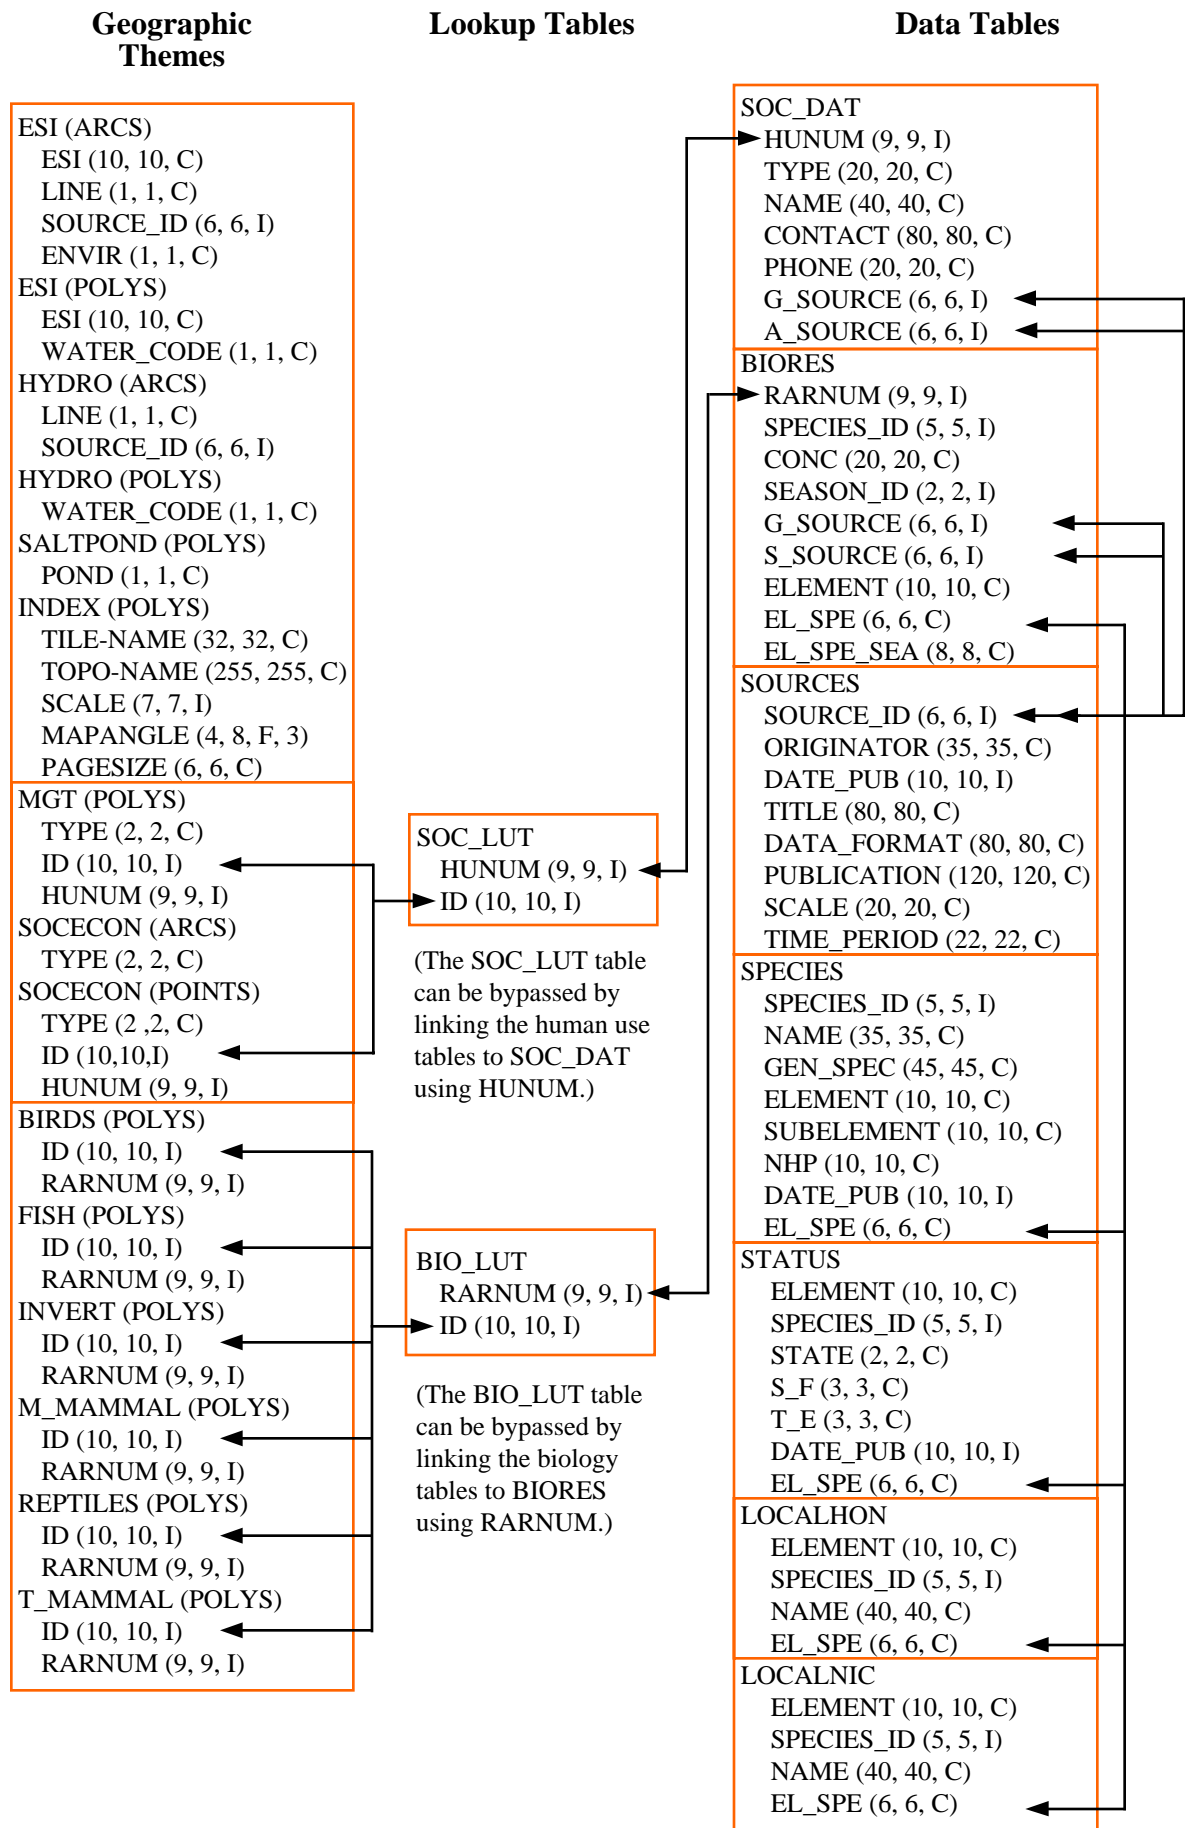 Geographic
Themes
ESI (ARCS)
ESI (10, 10, C)
LINE (1, 1, C)
SOURCE_ID (6, 6, I)
ENVIR (1, 1, C)
ESI (POLYS)
ESI (10, 10, C)
WATER_CODE (1, 1, C)
HYDRO (ARCS)
LINE (1, 1, C)
SOURCE_ID (6, 6, I)
HYDRO (POLYS)
WATER_CODE (1, 1, C)
SALTPOND (POLYS)
POND (1, 1, C)
INDEX (POLYS)
TILE-NAME (32, 32, C)
TOPO-NAME (255, 255, C)
SCALE (7, 7, I)
MAPANGLE (4, 8, F, 3)
PAGESIZE (6, 6, C)
MGT (POLYS)
TYPE (2, 2, C)
ID (10, 10, I)
HUNUM (9, 9, I)
SOCECON (ARCS)
TYPE (2, 2, C)
SOCECON (POINTS)
TYPE (2 ,2, C)
ID (10,10,I)
HUNUM (9, 9, I)
BIRDS (POLYS)
ID (10, 10, I)
RARNUM (9, 9, I)
FISH (POLYS)
ID (10, 10, I)
RARNUM (9, 9, I)
INVERT (POLYS)
ID (10, 10, I)
RARNUM (9, 9, I)
M_MAMMAL (POLYS)
ID (10, 10, I)
RARNUM (9, 9, I)
REPTILES (POLYS)
ID (10, 10, I)
RARNUM (9, 9, I)
T_MAMMAL (POLYS)
ID (10, 10, I)
RARNUM (9, 9, I)
Lookup Tables
SOC_LUT
HUNUM (9, 9, I)
ID (10, 10, I)
(The SOC_LUT table
can be bypassed by
linking the human use
tables to SOC_DAT
using HUNUM.)
BIO_LUT
RARNUM (9, 9, I)
ID (10, 10, I)
(The BIO_LUT table
can be bypassed by
linking the biology
tables to BIORES
using RARNUM.)
Data Tables
SOC_DAT
HUNUM (9, 9, I)
TYPE (20, 20, C)
NAME (40, 40, C)
CONTACT (80, 80, C)
PHONE (20, 20, C)
G_SOURCE (6, 6, I)
A_SOURCE (6, 6, I)
BIORES
RARNUM (9, 9, I)
SPECIES_ID (5, 5, I)
CONC (20, 20, C)
SEASON_ID (2, 2, I)
G_SOURCE (6, 6, I)
S_SOURCE (6, 6, I)
ELEMENT (10, 10, C)
EL_SPE (6, 6, C)
EL_SPE_SEA (8, 8, C)
SOURCES
SOURCE_ID (6, 6, I)
ORIGINATOR (35, 35, C)
DATE_PUB (10, 10, I)
TITLE (80, 80, C)
DATA_FORMAT (80, 80, C)
PUBLICATION (120, 120, C)
SCALE (20, 20, C)
TIME_PERIOD (22, 22, C)
SPECIES
SPECIES_ID (5, 5, I)
NAME (35, 35, C)
GEN_SPEC (45, 45, C)
ELEMENT (10, 10, C)
SUBELEMENT (10, 10, C)
NHP (10, 10, C)
DATE_PUB (10, 10, I)
EL_SPE (6, 6, C)
STATUS
ELEMENT (10, 10, C)
SPECIES_ID (5, 5, I)
STATE (2, 2, C)
S_F (3, 3, C)
T_E (3, 3, C)
DATE_PUB (10, 10, I)
EL_SPE (6, 6, C)
LOCALHON
ELEMENT (10, 10, C)
SPECIES_ID (5, 5, I)
NAME (40, 40, C)
EL_SPE (6, 6, C)
LOCALNIC
ELEMENT (10, 10, C)
SPECIES_ID (5, 5, I)
NAME (40, 40, C)
EL_SPE (6, 6, C)